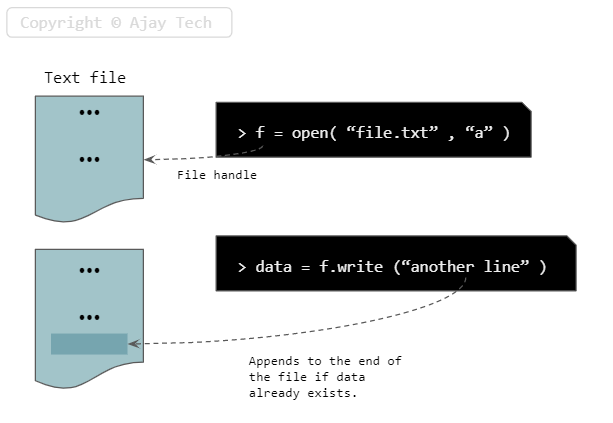 Copyright © Ajay Tech
Text file
...
> f = open( “file.txt” , “a” )
...
File handle
> data = f.write (“another line” )
...
...
Appends to the end of
the file if data
already exists.